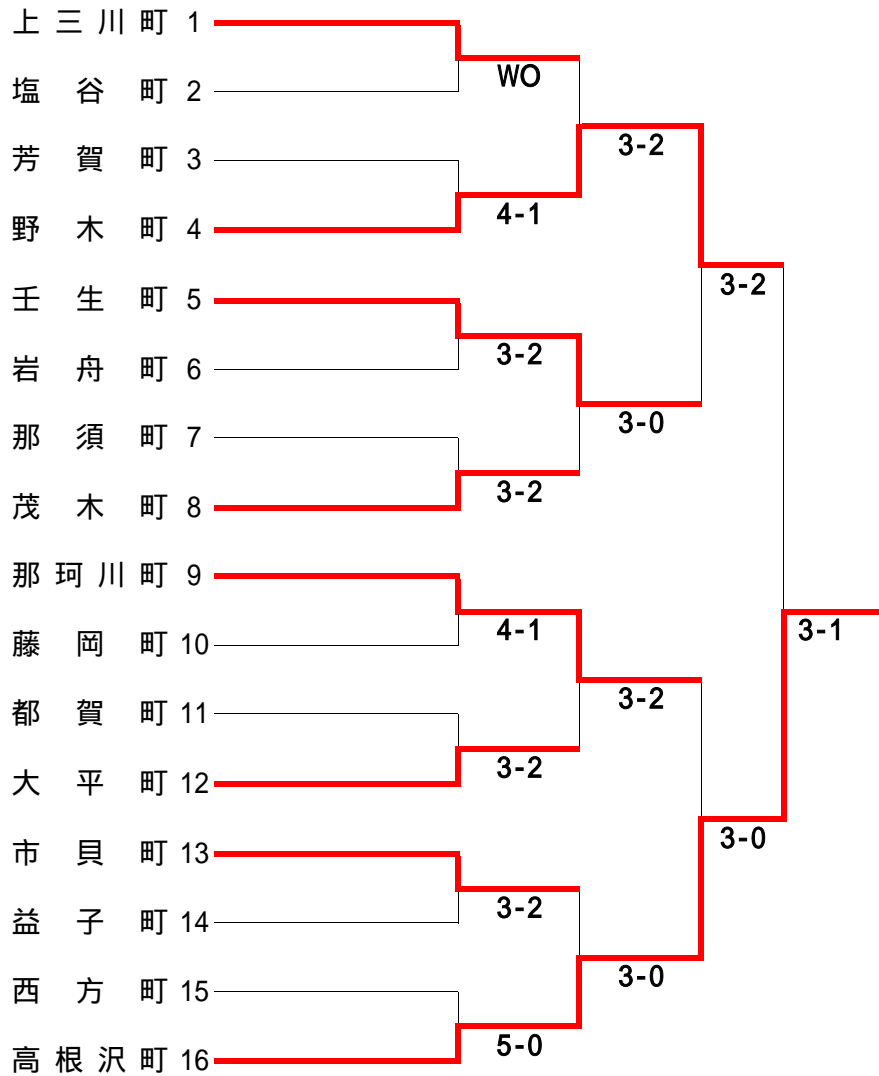 上三川町 1
WO
塩谷町 2
3-2
芳賀町 3
4-1
野木町 4
3-2
壬生町 5
3-2
岩舟町 6
3-0
那須町 7
3-2
茂木町 8
那珂川町 9
4-1
3-1
藤岡町 10
3-2
都賀町 11
3-2
大平町 12
3-0
市貝町 13
3-2
益子町 14
3-0
西方町 15
5-0
高根沢町 16